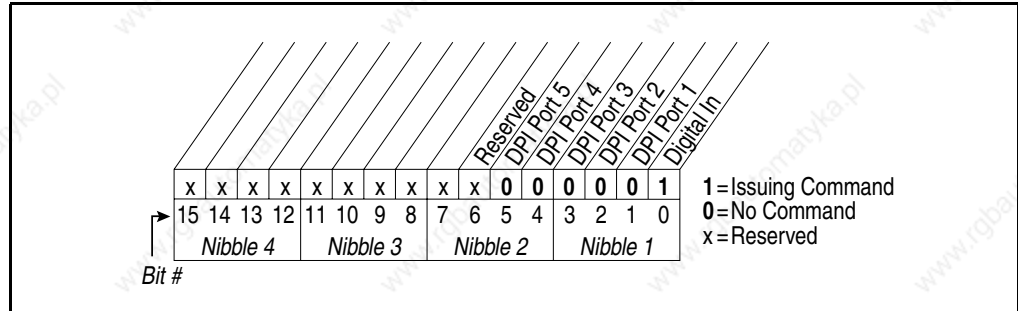 Reserved
DPI Port 5
DPI Port 4
DPI Port 3
DPI Port 2
DPI Port 1
Digital In
x x x x x x x x x x 0 0 0 0 0 1
15 14 13 12 11 10 9 8 7 6 5 4 3 2 1 0
Nibble 4 Nibble 3 Nibble 2 Nibble 1
Bit #
1=Issuing Command
0=No Command
x=Reserved